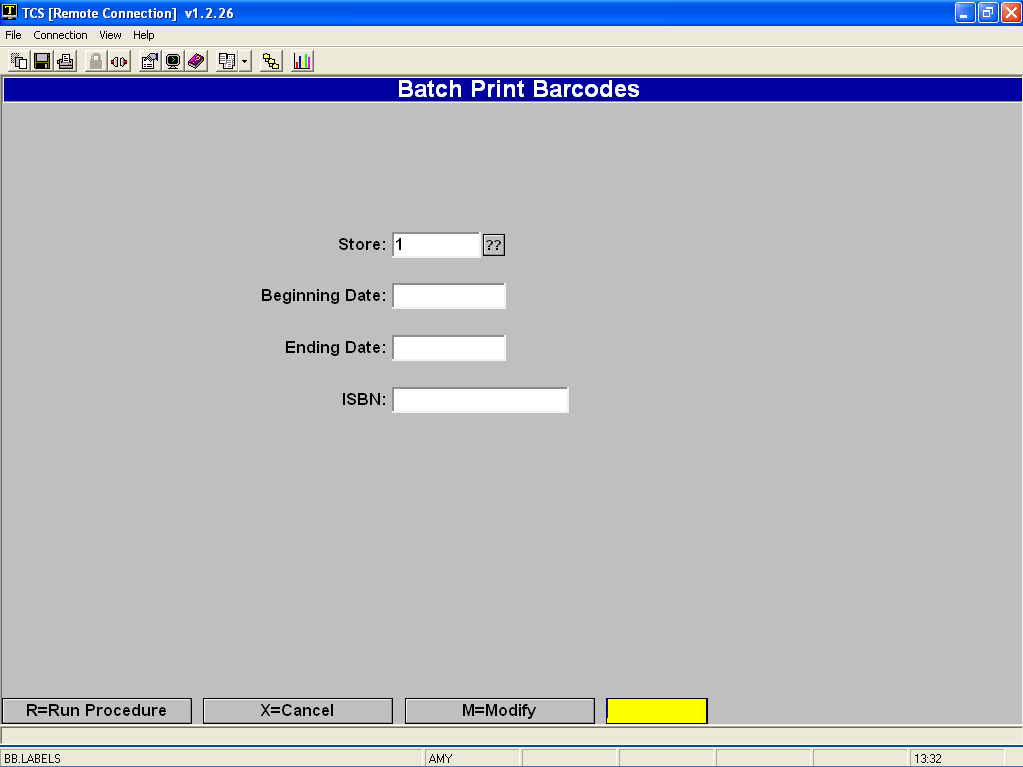 TCS [Remote Connection] v1.2.26
File Connection View Help
Batch Print Barcodes
Store: 1 ??
Beginning Date:
Ending Date:
ISBN:
R=Run Procedure X=Cancel M=Modify
BB.LABELS AMY 13:32